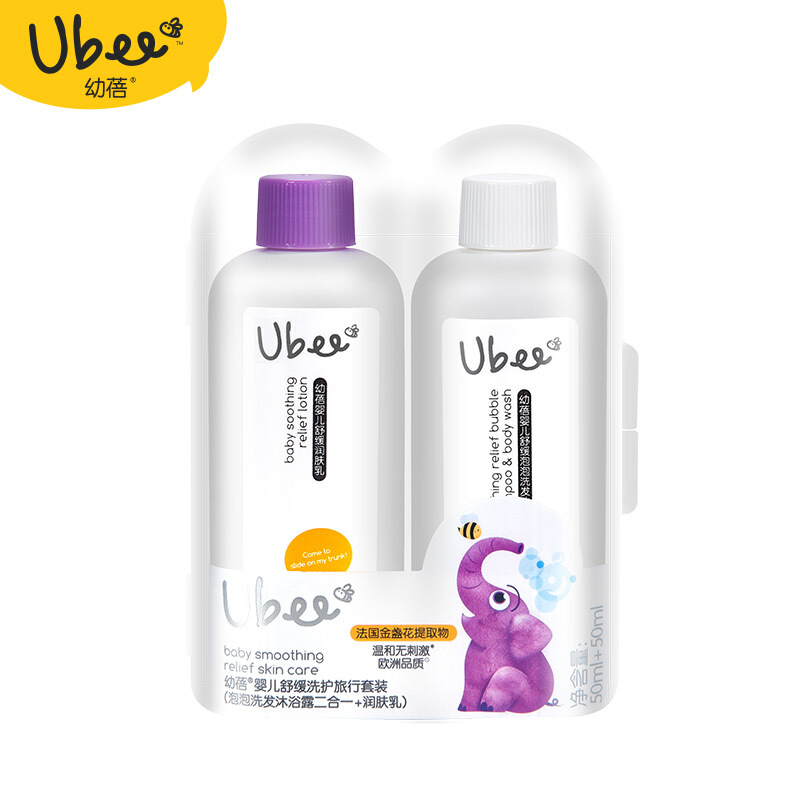 Ubee™
幼蓓®
Ubee
baby soothing
relief lotion
幼蓓婴儿舒缓润肤乳
Come to
slide on my trunk!
Ubee
relief bubble
& body wash
幼蓓婴儿舒缓泡泡洗发
Ubee
baby smoothing
relief skin care
幼蓓®婴儿舒缓洗护旅行套装
(泡泡洗发沐浴露二合一+润肤乳)
法国金盏花提取物
温和无刺激*
欧洲品质
净含量:
50ml+50ml